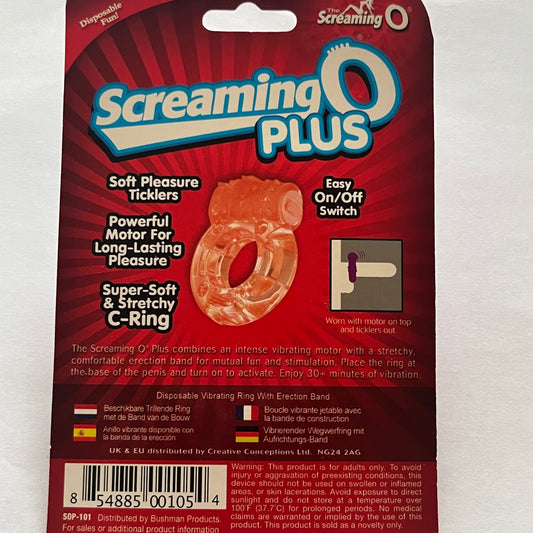 Disposable
Fun!
The
Screaming O®
Screaming O
PLUS
Soft Pleasure
Ticklers
Easy
On/Off
Switch
Powerful
Motor For
Long-Lasting
Pleasure
Super-Soft
& Stretchy
C-Ring
Worn with motor on top
and ticklers out
The Screaming O® Plus combines an intense vibrating motor with a stretchy,
comfortable erection band for mutual fun and stimulation. Place the ring at
the base of the penis and turn on to activate. Enjoy 30+ minutes of vibration.
Disposable Vibrating Ring With Erection Band
Beschikbare Trillende Ring
met de Band van de Bouw
Boucle vibrante jetable avec la
bande de construction
Anillo vibrante disponible con
la banda de la erección
Vibrierender Wegwerfring mit
Aufrichtungs-Band
UK & EU distributed by Creative Conceptions Ltd. NG24 2AG
8 54885 00105 4
SOP-101 Distributed by Bushman Products.
For sales or additional product information
Warning: This product is for adults only. To avoid
injury or aggravation of preexisting conditions, this
device should not be used on swollen or inflamed
areas, or skin lacerations. Avoid exposure to direct
sunlight and do not store at a temperature over
100°F (37.7°C) for prolonged periods. No medical
claims are warranted or implied by the use of this
product. This product is sold as a novelty only.